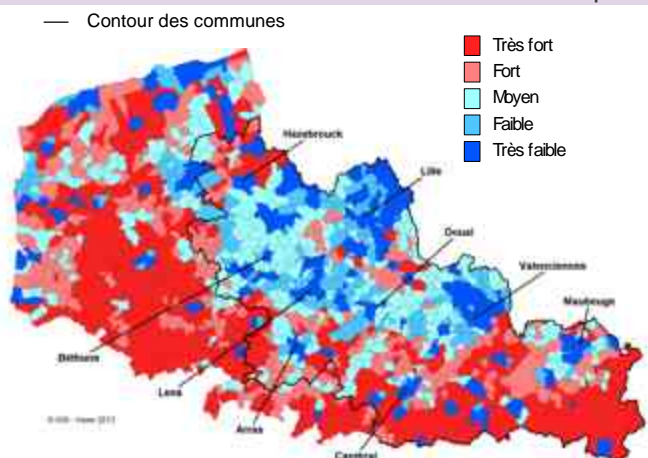 Contour des communes
Très fort
Fort
Moyen
Faible
Très faible
Hazebrouck
Lille
Douai
Valenciennes
Maubeuge
Béthune
Lens
Arras
Cambrai